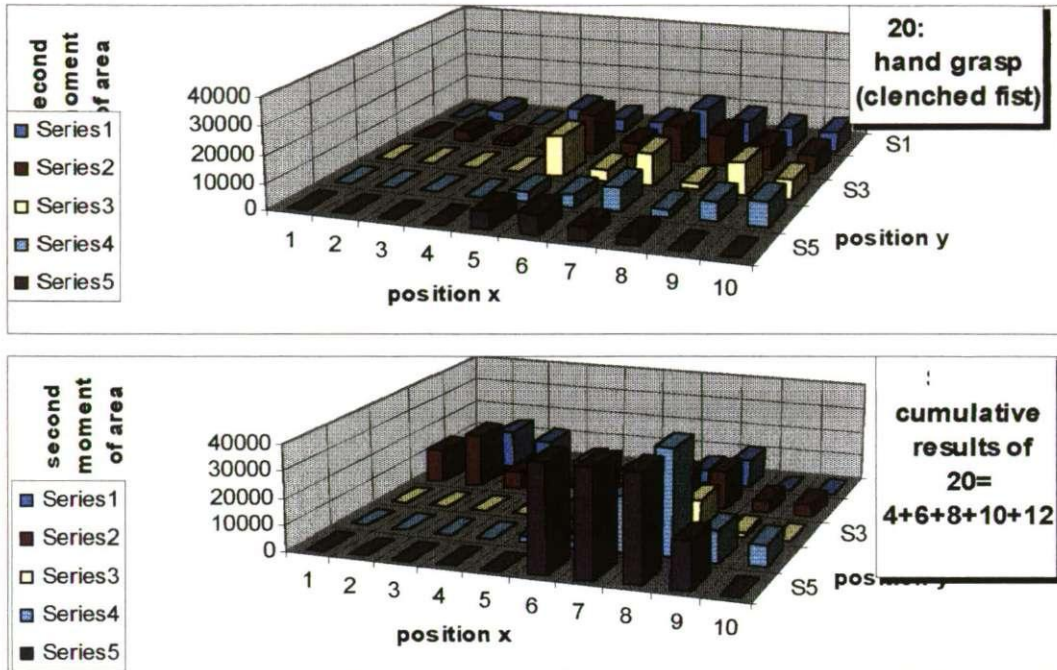 20:
hand grasp
(clenched fist)
econd
oment
of area
40000
30000
20000
10000
0
Series1
Series2
Series3
Series4
Series5
1 2 3 4 5 6 7 8 9 10
position x
S1
S3
S5
position y
cumulative
results of
20=
4+6+8+10+12
second
moment
of area
40000
30000
20000
10000
0
Series1
Series2
Series3
Series4
Series5
1 2 3 4 5 6 7 8 9 10
position x
S3
S5